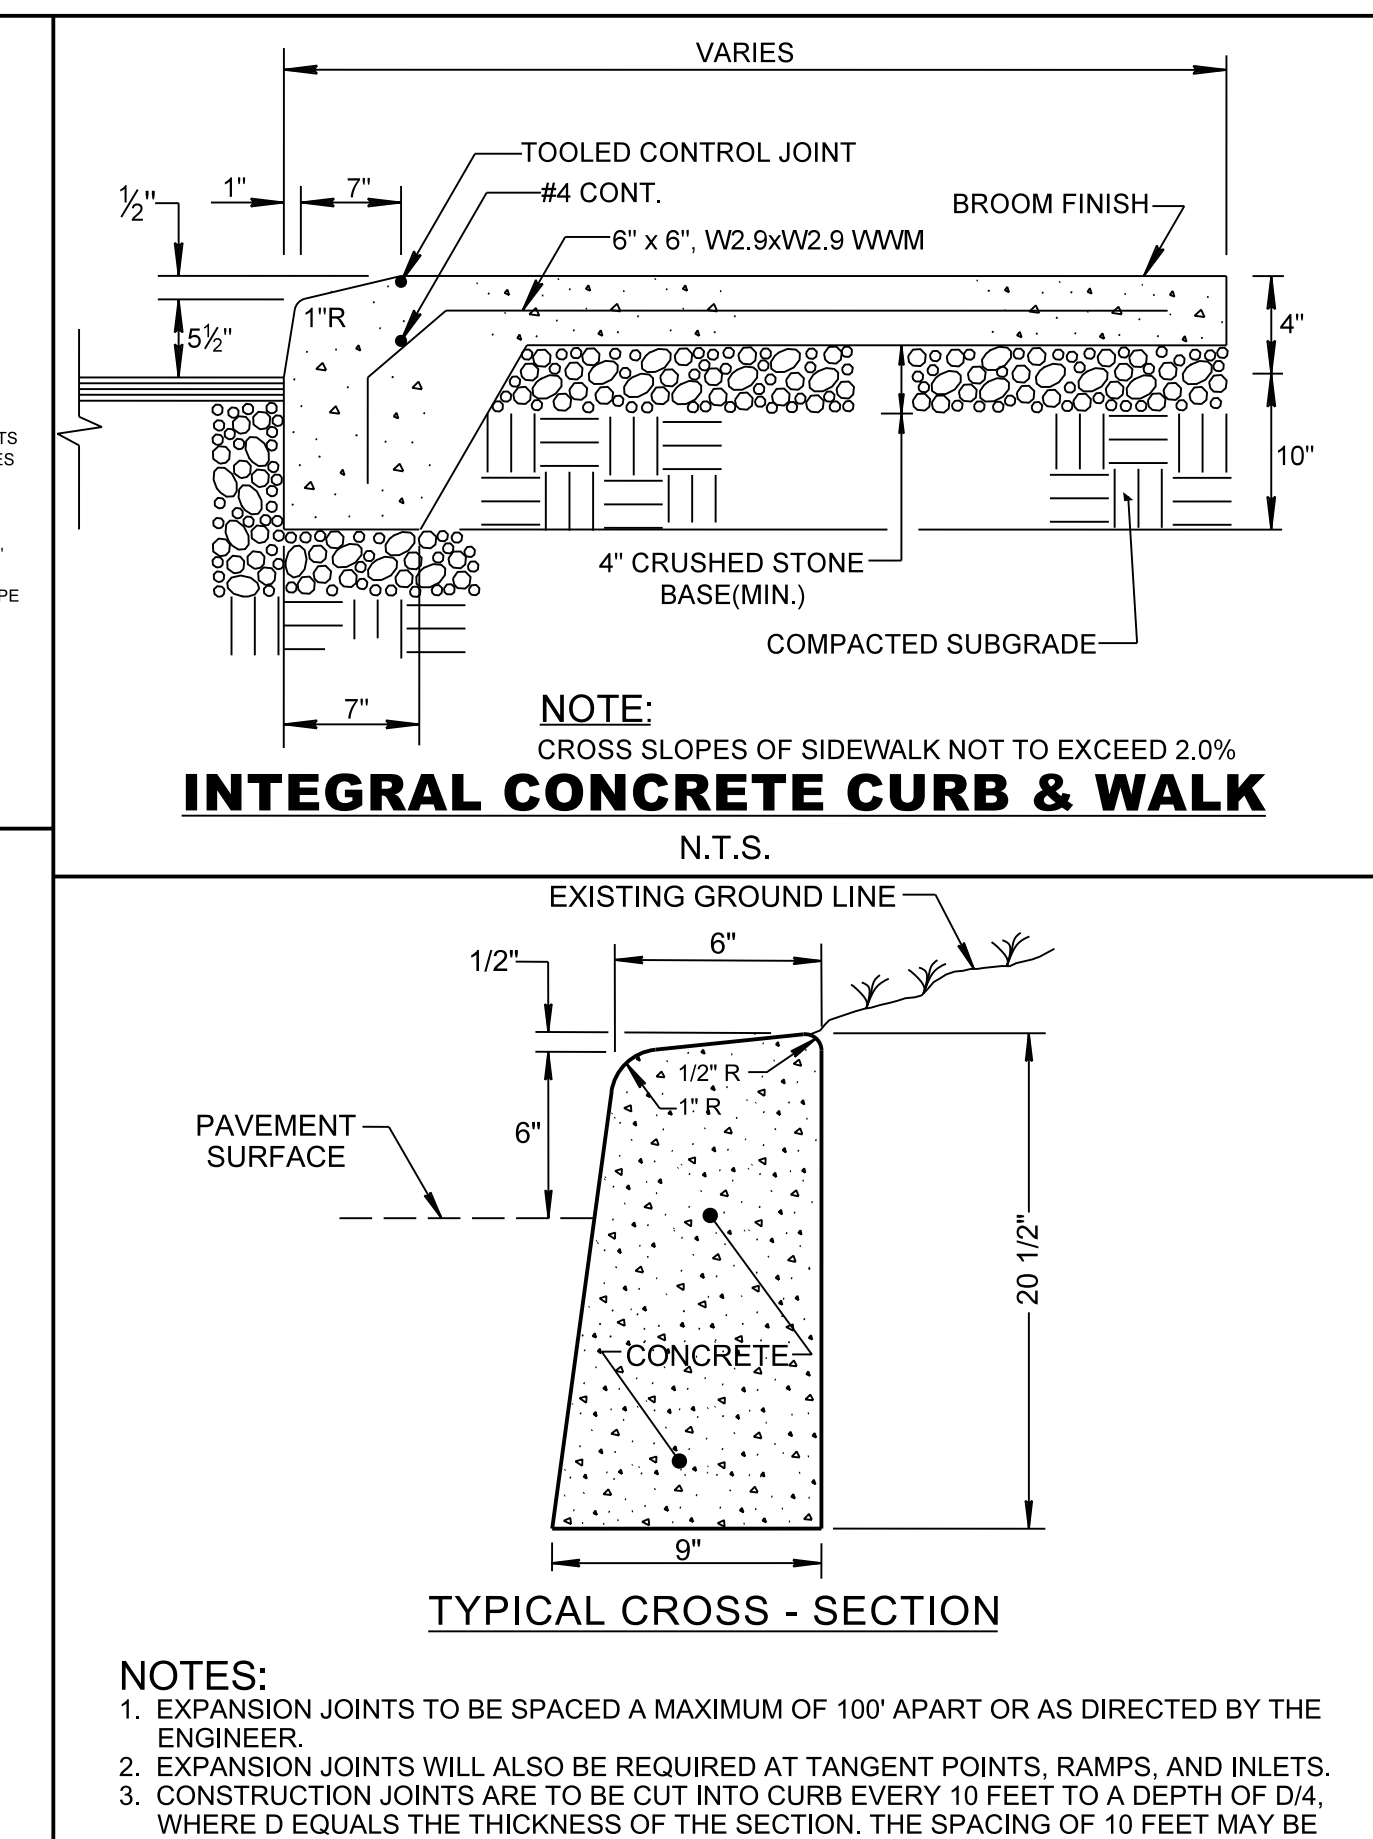 VARIES
TOOLED CONTROL JOINT
1"
7"
½"
#4 CONT.
BROOM FINISH
6" x 6", W2.9xW2.9 WWM
1"R
5½"
4"
TS
ES
10"
"
4" CRUSHED STONE
BASE(MIN.)
PE
COMPACTED SUBGRADE
7"
NOTE:
CROSS SLOPES OF SIDEWALK NOT TO EXCEED 2.0%
INTEGRAL CONCRETE CURB & WALK
N.T.S.
EXISTING GROUND LINE
6"
1/2"
1/2" R
1" R
PAVEMENT
SURFACE
6"
20 1/2"
CONCRETE
9"
TYPICAL CROSS - SECTION
NOTES:
1. EXPANSION JOINTS TO BE SPACED A MAXIMUM OF 100' APART OR AS DIRECTED BY THE
ENGINEER.
2. EXPANSION JOINTS WILL ALSO BE REQUIRED AT TANGENT POINTS, RAMPS, AND INLETS.
3. CONSTRUCTION JOINTS ARE TO BE CUT INTO CURB EVERY 10 FEET TO A DEPTH OF D/4,
WHERE D EQUALS THE THICKNESS OF THE SECTION. THE SPACING OF 10 FEET MAY BE